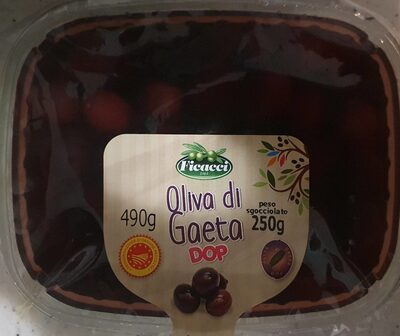 Ficacci
Oliva di
Gaeta
DOP
490g
peso
sgocciolato
250g